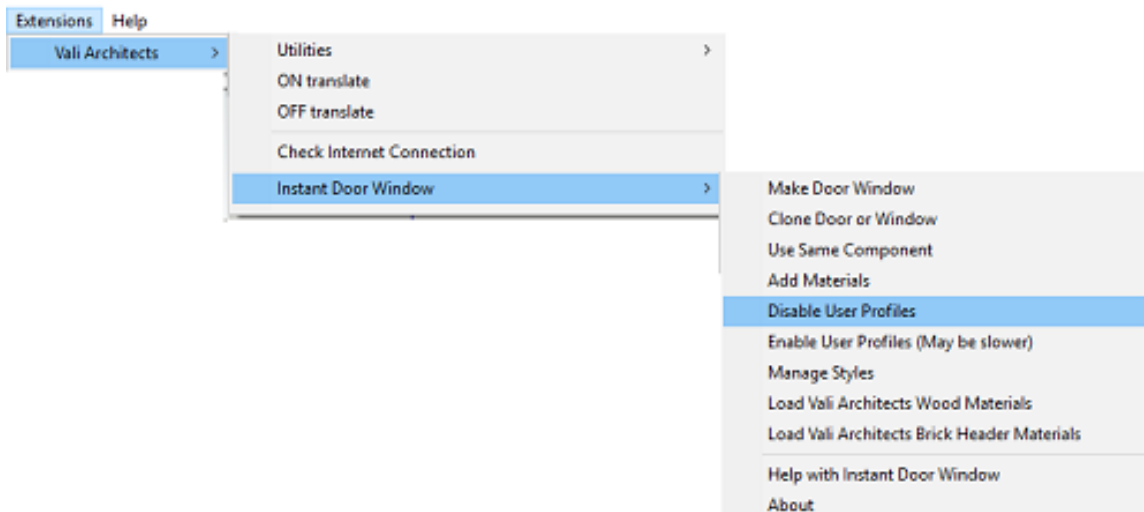 Extensions Help
Vali Architects
Utilities
ON translate
OFF translate
Check Internet Connection
Instant Door Window
Make Door Window
Clone Door or Window
Use Same Component
Add Materials
Disable User Profiles
Enable User Profiles (May be slower)
Manage Styles
Load Vali Architects Wood Materials
Load Vali Architects Brick Header Materials
Help with Instant Door Window
About